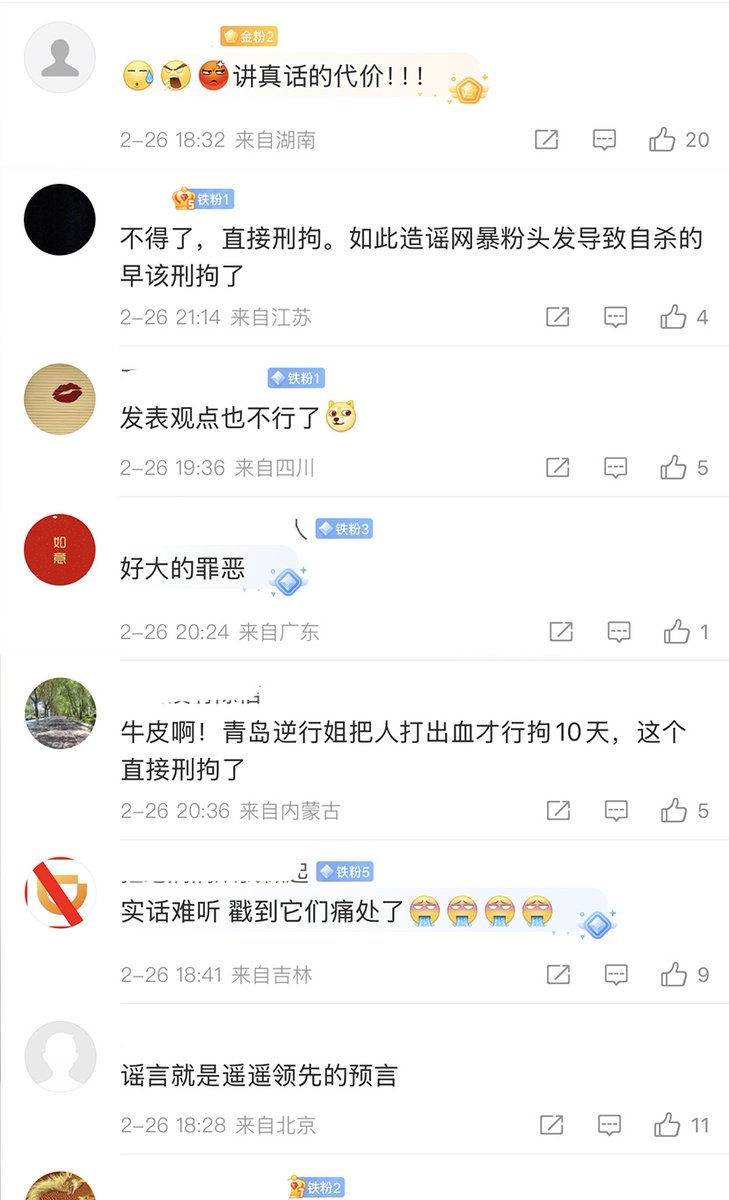 金粉2
讲真话的代价！！！
2-26 18:32 来自湖南
20
铁粉1
不得了，直接刑拘。如此造谣网暴粉头发导致自杀的
早该刑拘了
2-26 21:14 来自江苏
4
铁粉1
发表观点也不行了
2-26 19:36 来自四川
5
如意
铁粉3
好大的罪恶
2-26 20:24 来自广东
1
牛皮啊！青岛逆行姐把人打出血才行拘10天，这个
直接刑拘了
2-26 20:36 来自内蒙古
5
铁粉5
实话难听 戳到它们痛处了
2-26 18:41 来自吉林
9
谣言就是遥遥领先的预言
2-26 18:28 来自北京
11
铁粉2